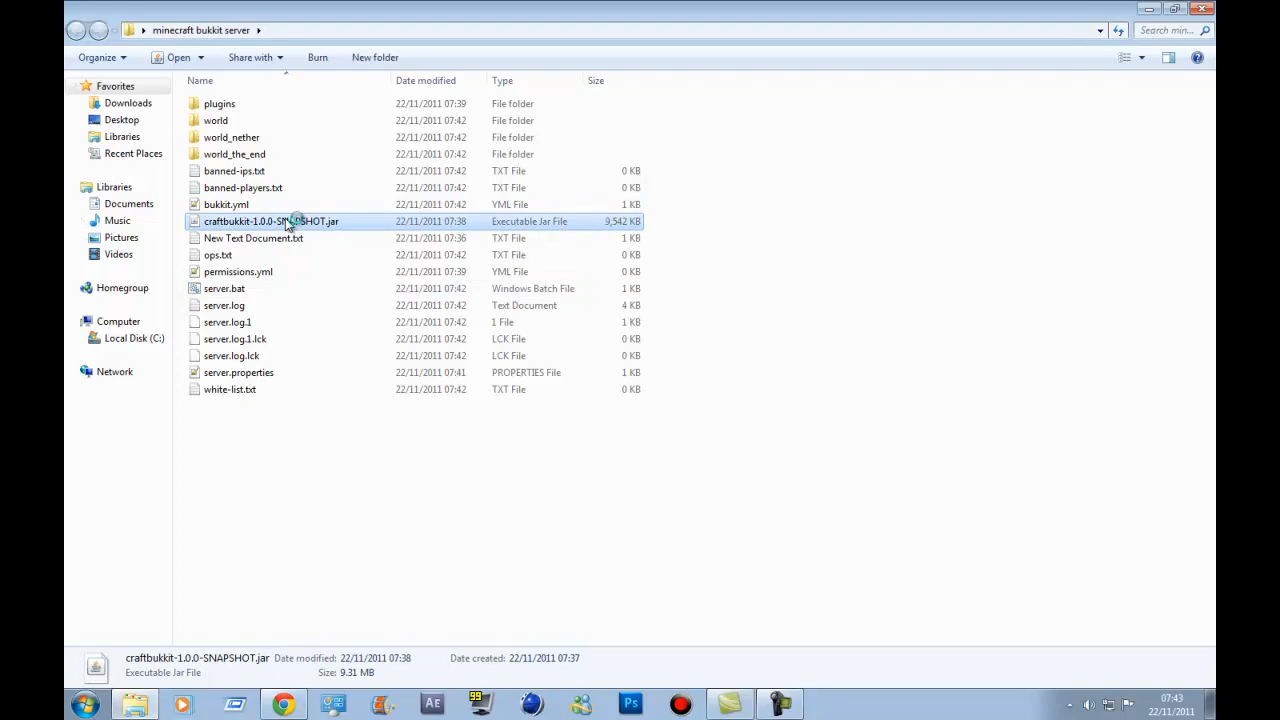 minecraft bukkit server
Search min...
Organize Open Share with Burn New folder
Name Date modified Type Size
Favorites
Downloads
Desktop
Libraries
Recent Places
Libraries
Documents
Music
Pictures
Videos
Homegroup
Computer
Local Disk (C:)
Network
plugins 22/11/2011 07:39 File folder
world 22/11/2011 07:42 File folder
world_nether 22/11/2011 07:42 File folder
world_the_end 22/11/2011 07:42 File folder
banned-ips.txt 22/11/2011 07:42 TXT File 0 KB
banned-players.txt 22/11/2011 07:42 TXT File 0 KB
bukkit.yml 22/11/2011 07:42 YML File 1 KB
craftbukkit-1.0.0-SNAPSHOT.jar 22/11/2011 07:38 Executable Jar File 9,542 KB
New Text Document.txt 22/11/2011 07:36 TXT File 1 KB
ops.txt 22/11/2011 07:42 TXT File 0 KB
permissions.yml 22/11/2011 07:39 YML File 0 KB
server.bat 22/11/2011 07:42 Windows Batch File 1 KB
server.log 22/11/2011 07:42 Text Document 4 KB
server.log.1 22/11/2011 07:42 1 File 1 KB
server.log.1.lck 22/11/2011 07:42 LCK File 0 KB
server.log.lck 22/11/2011 07:42 LCK File 0 KB
server.properties 22/11/2011 07:41 PROPERTIES File 1 KB
white-list.txt 22/11/2011 07:42 TXT File 0 KB
craftbukkit-1.0.0-SNAPSHOT.jar Date modified: 22/11/2011 07:38 Date created: 22/11/2011 07:37
Executable Jar File Size: 9.31 MB
AE
99
Ps
07:43
22/11/2011